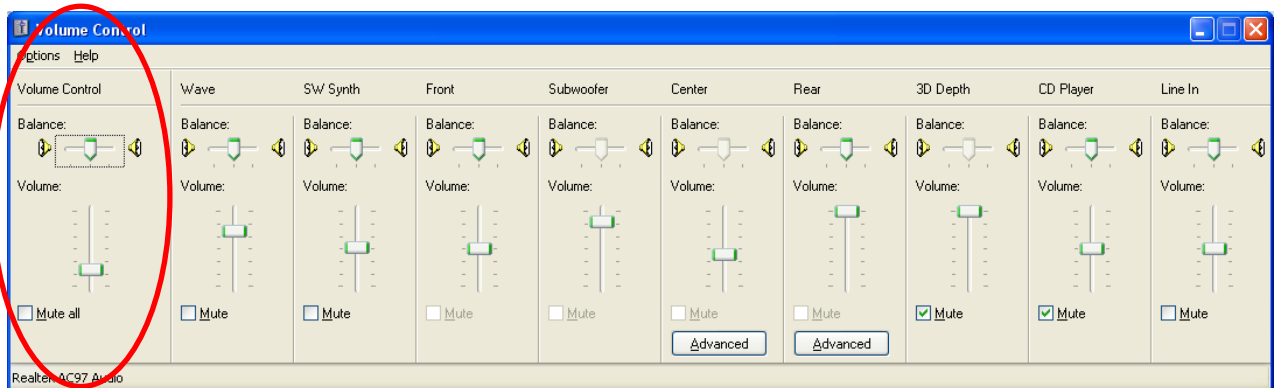 Volume Control
Options Help
Volume Control Wave SW Synth Front Subwoofer Center Rear 3D Depth CD Player Line In
Balance: Balance: Balance: Balance: Balance: Balance: Balance: Balance: Balance: Balance:
Volume: Volume: Volume: Volume: Volume: Volume: Volume: Volume: Volume: Volume:
Mute all Mute Mute Mute Mute Mute Mute Mute Mute Mute
Advanced Advanced
Realtek AC97 Audio